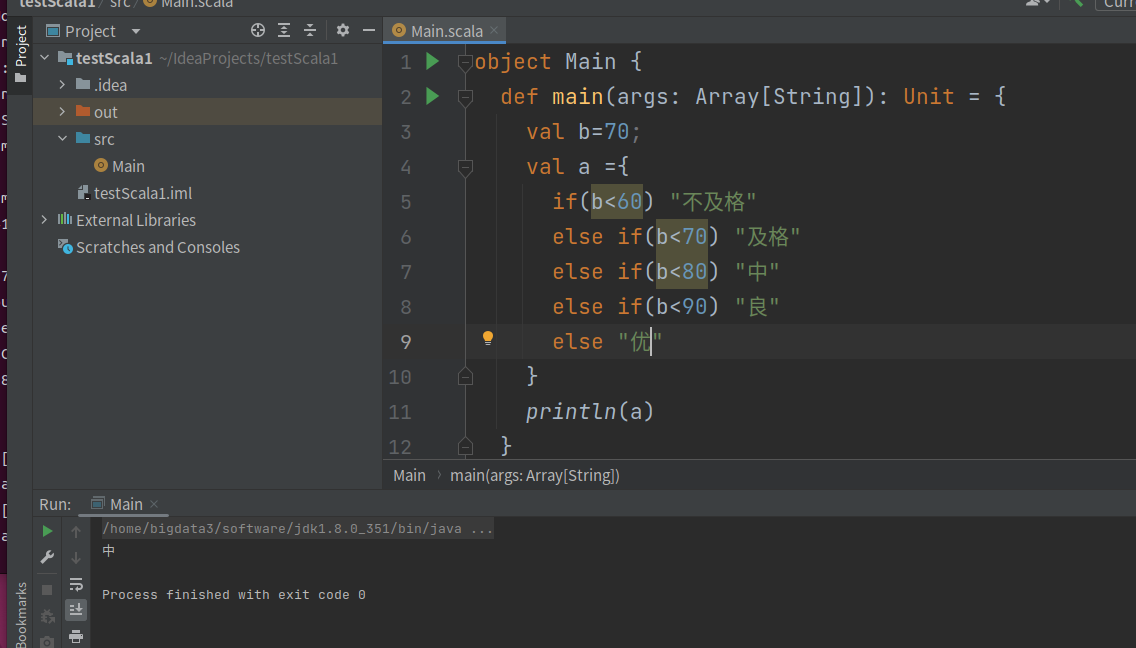 testScala1 / src / Main.scala
Curr
Project
Project
testScala1 ~/IdeaProjects/testScala1
.idea
out
src
Main
testScala1.iml
External Libraries
Scratches and Consoles
Main.scala
1 object Main {
2 def main(args: Array[String]): Unit = {
3 val b=70;
4 val a ={
5 if(b<60) "不及格"
6 else if(b<70) "及格"
7 else if(b<80) "中"
8 else if(b<90) "良"
9 else "优"
10 }
11 println(a)
12 }
Main › main(args: Array[String])
Run: Main
/home/bigdata3/software/jdk1.8.0_351/bin/java ...
中
Process finished with exit code 0
Bookmarks